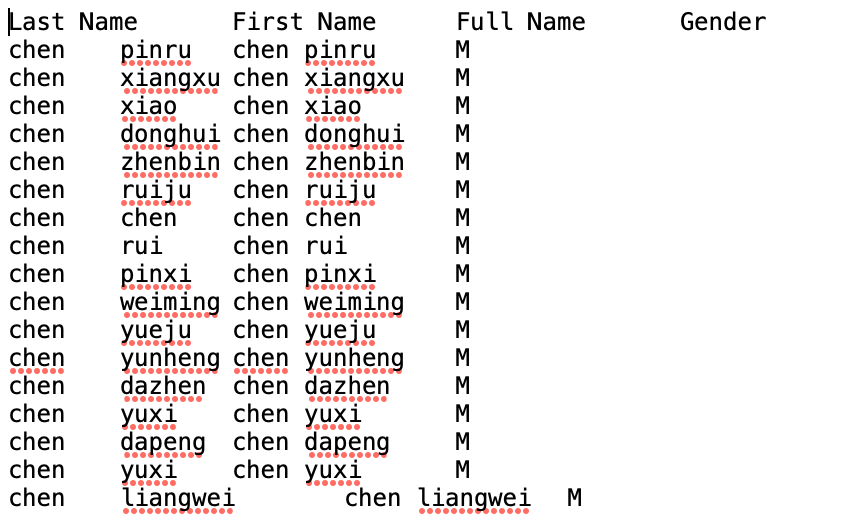 Last Name	First Name	Full Name	Gender
chen	pinru	chen pinru	M
chen	xiangxu	chen xiangxu	M
chen	xiao	chen xiao	M
chen	donghui	chen donghui	M
chen	zhenbin	chen zhenbin	M
chen	ruiju	chen ruiju	M
chen	chen	chen chen	M
chen	rui	chen rui	M
chen	pinxi	chen pinxi	M
chen	weiming	chen weiming	M
chen	yueju	chen yueju	M
chen	yunheng	chen yunheng	M
chen	dazhen	chen dazhen	M
chen	yuxi	chen yuxi	M
chen	dapeng	chen dapeng	M
chen	yuxi	chen yuxi	M
chen	liangwei	chen liangwei	M